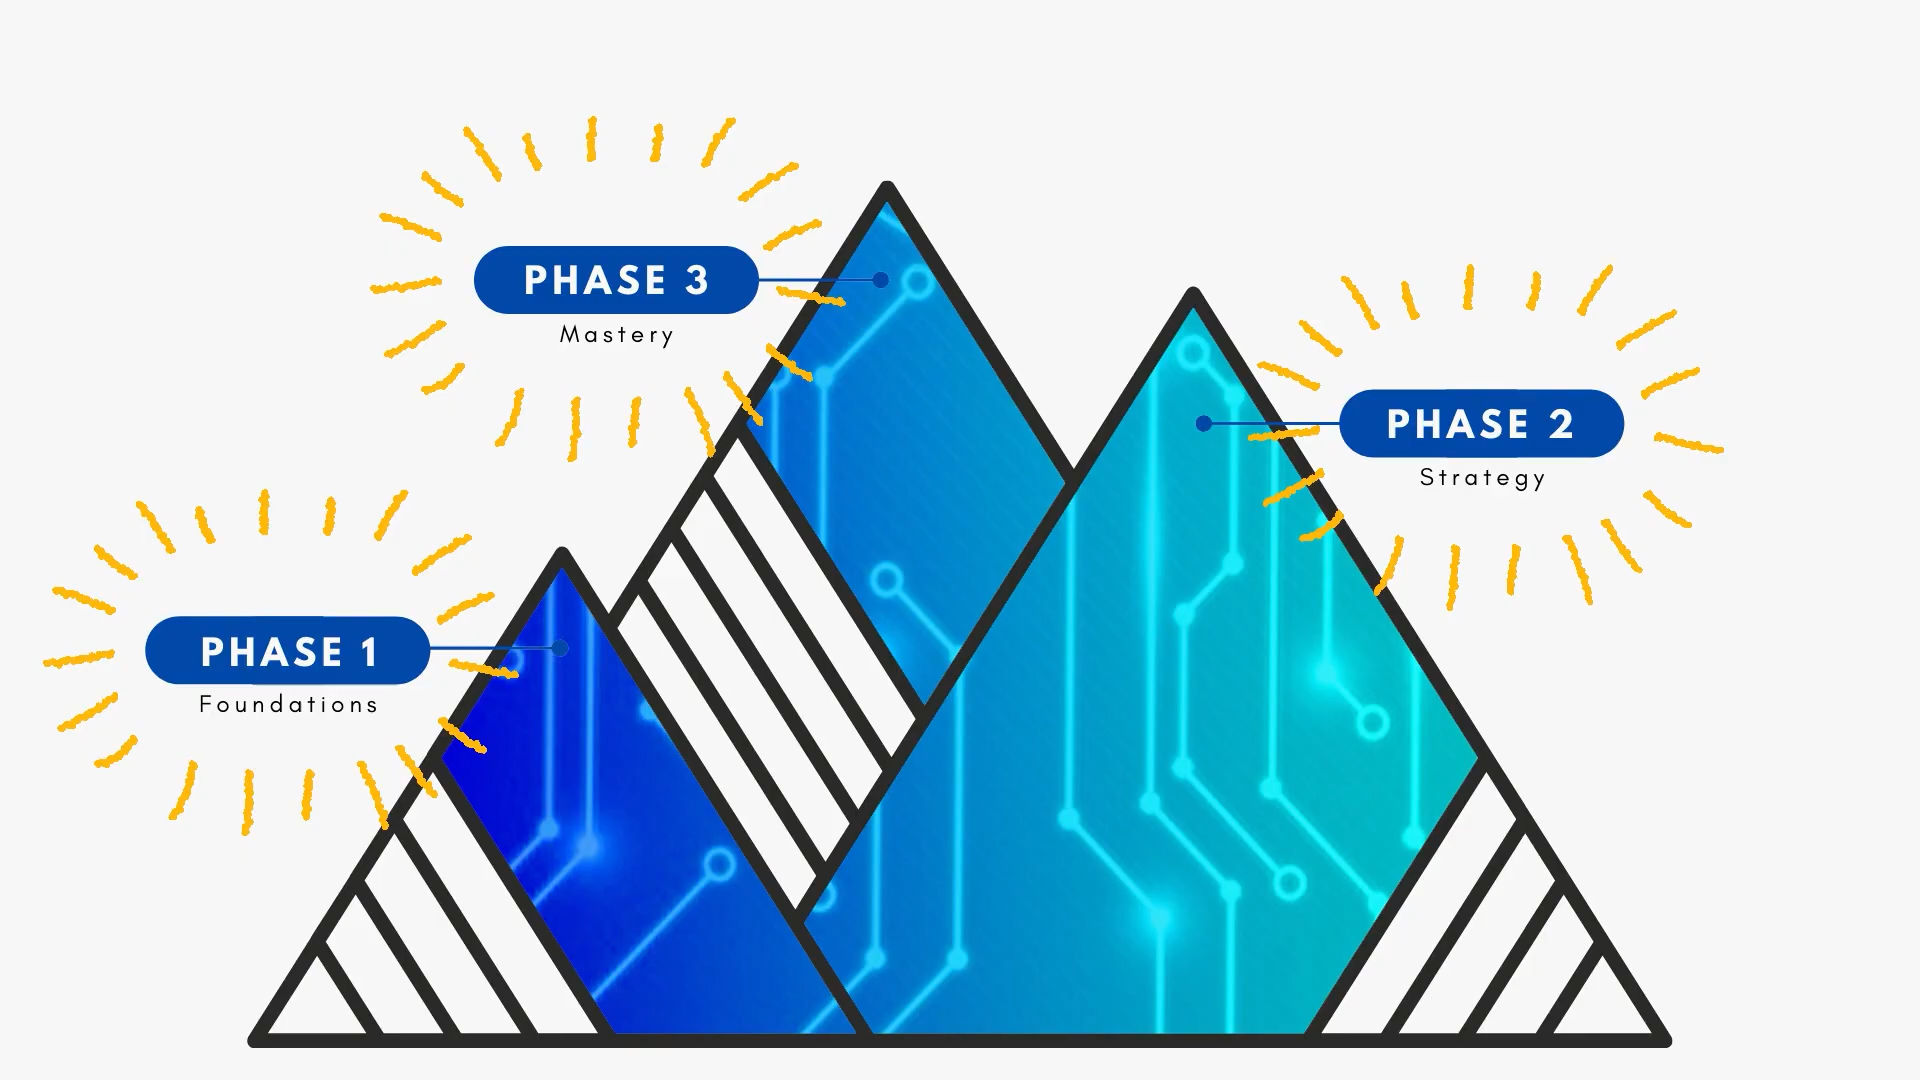 PHASE 3
Mastery
PHASE 2
Strategy
PHASE 1
Foundations